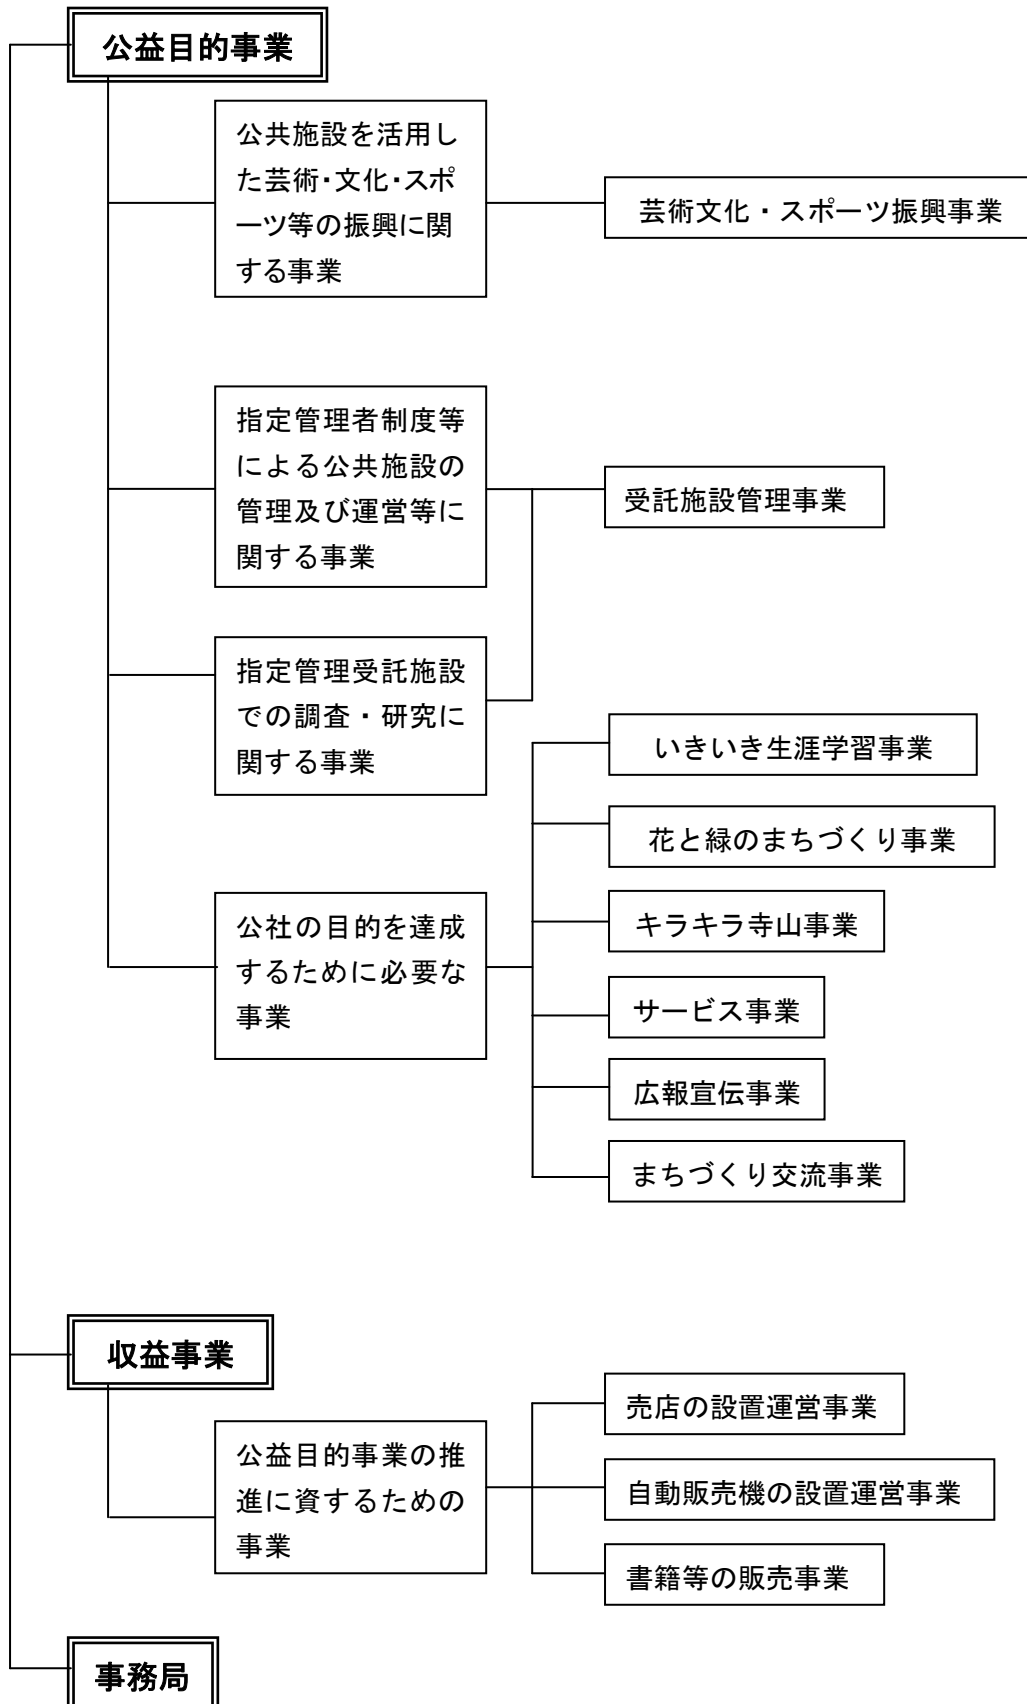 公益目的事業
公共施設を活用し
た芸術・文化・スポ
ーツ等の振興に関
する事業
芸術文化・スポーツ振興事業
指定管理者制度等
による公共施設の
管理及び運営等に
関する事業
受託施設管理事業
指定管理受託施設
での調査・研究に
関する事業
公社の目的を達成
するために必要な
事業
いきいき生涯学習事業
花と緑のまちづくり事業
キラキラ寺山事業
サービス事業
広報宣伝事業
まちづくり交流事業
収益事業
公益目的事業の推
進に資するための
事業
売店の設置運営事業
自動販売機の設置運営事業
書籍等の販売事業
事務局